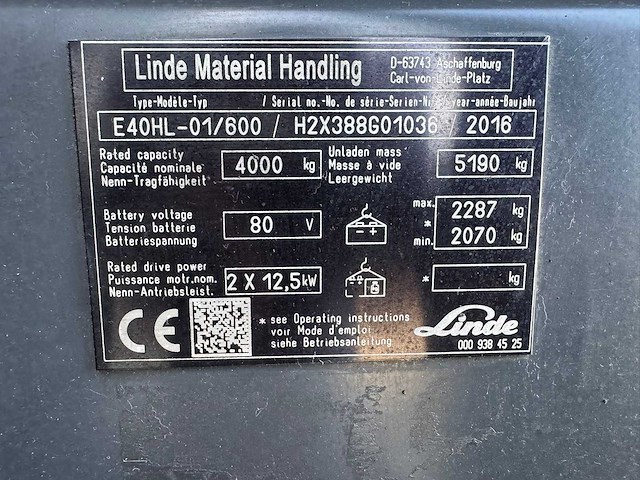 Linde Material Handling
D-63743 Aschaffenburg
Carl-von-Linde-Platz
Type-Modèle-Typ / Serial no.-No. de série-Serien-Nr. / year-année-Baujahr
E40HL-01/600 / H2X388G01036 / 2016
Rated capacity
Capacité nominale
Nenn-Tragfähigkeit
4000 kg
Unladen mass
Masse à vide
Leergewicht
5190 kg
Battery voltage
Tension batterie
Batteriespannung
80 V
max. 2287 kg
*
min. 2070 kg
Rated drive power
Puissance motr.nom.
Nenn-Antriebsleist.
2 X 12,5kW
* kg
CE
* see Operating instructions
voir Mode d'emploi
siehe Betriebsanleitung
Linde
000 938 45 25